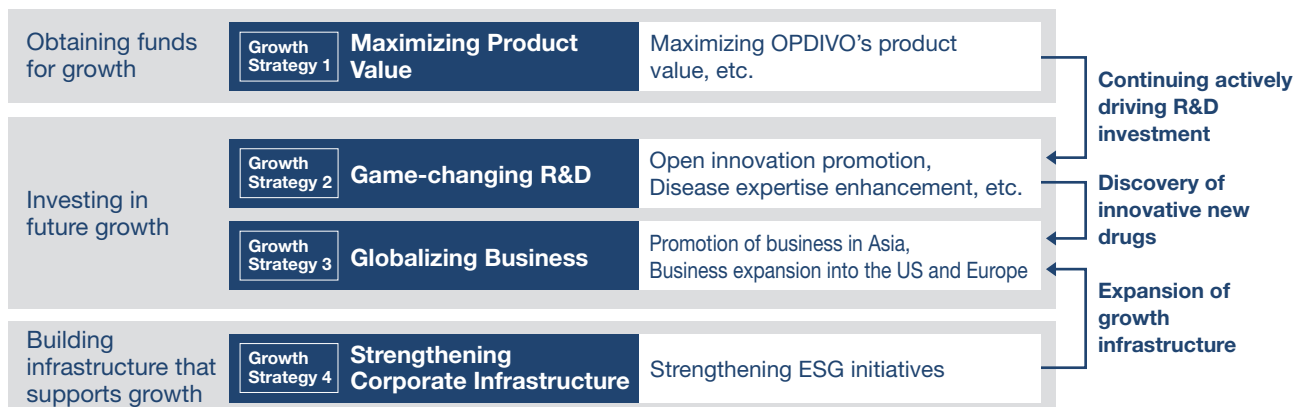 Obtaining funds
for growth
Growth
Strategy 1
Maximizing Product
Value
Maximizing OPDIVO's product
value, etc.
Continuing actively
driving R&D
investment
Investing in
future growth
Growth
Strategy 2
Game-changing R&D
Open innovation promotion,
Disease expertise enhancement, etc.
Discovery of
innovative new
drugs
Growth
Strategy 3
Globalizing Business
Promotion of business in Asia,
Business expansion into the US and Europe
Expansion of
growth
infrastructure
Building
infrastructure that
supports growth
Growth
Strategy 4
Strengthening
Corporate Infrastructure
Strengthening ESG initiatives